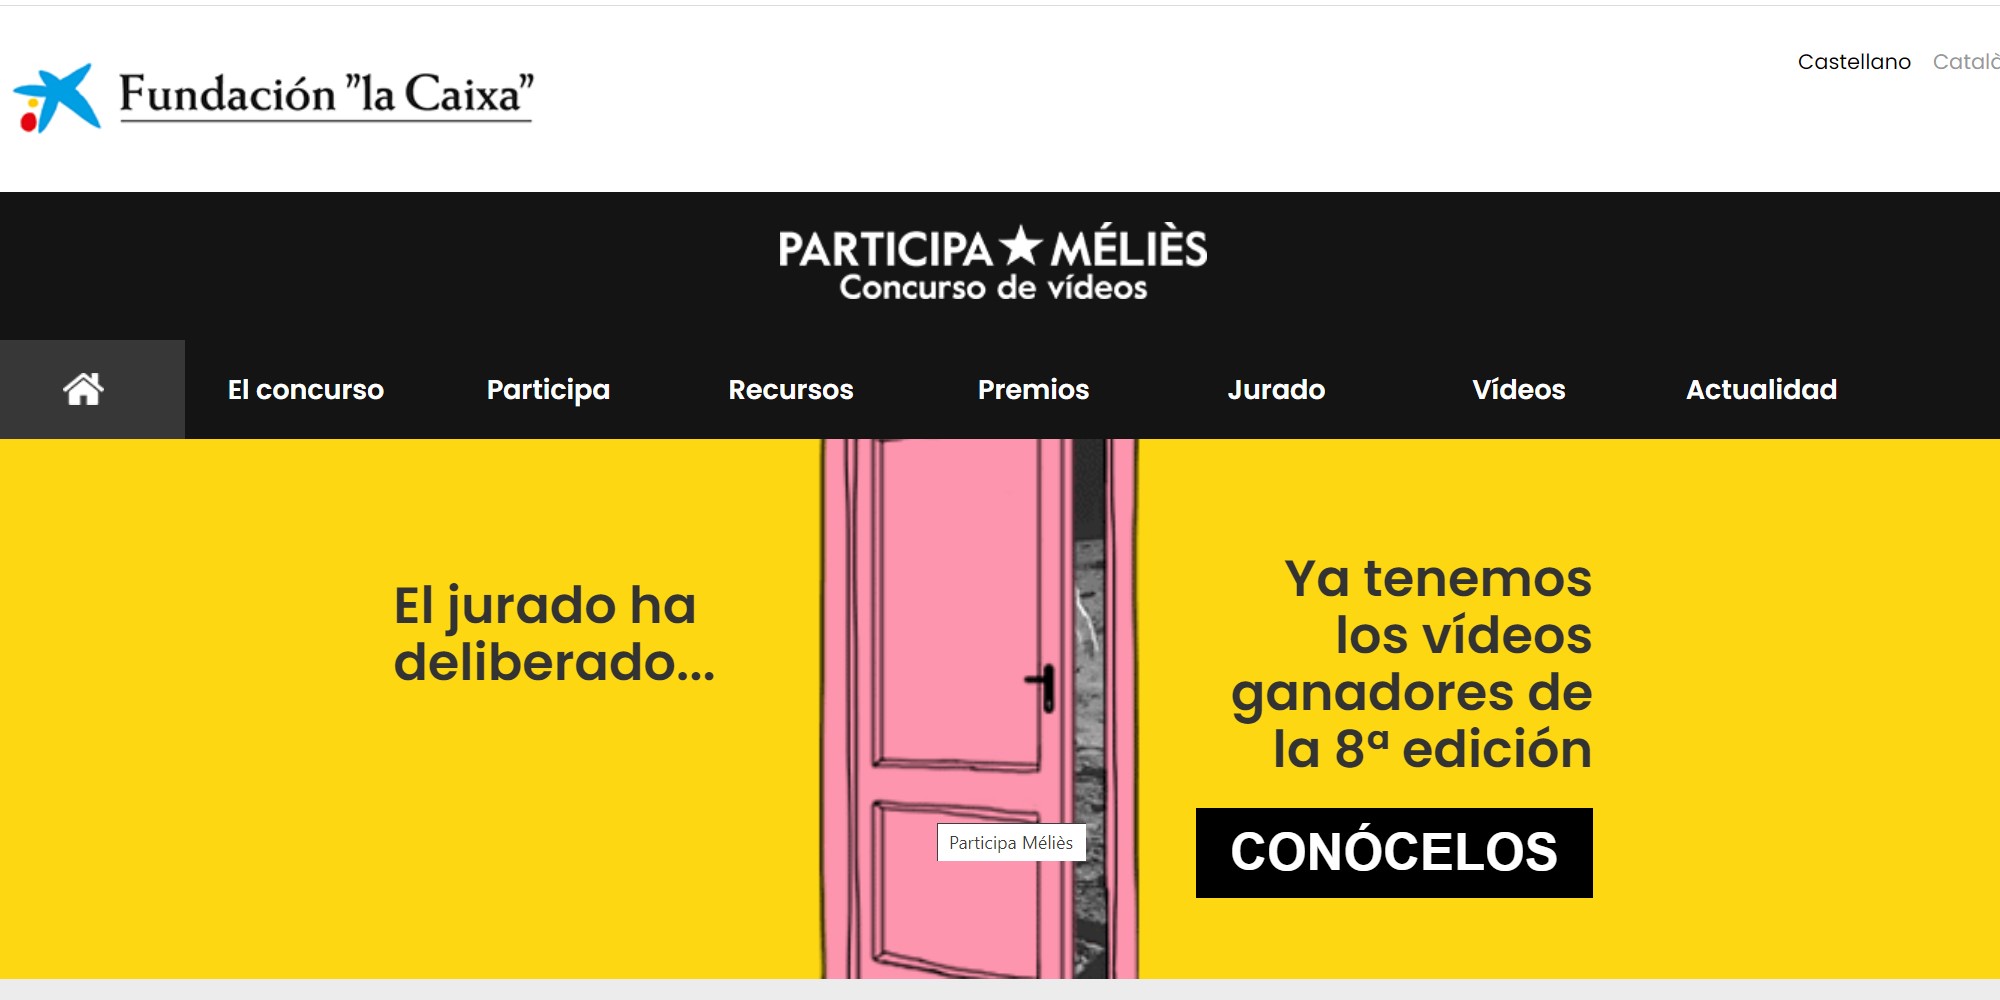 Fundación ”la Caixa”
Castellano Català
PARTICIPA★MÉLIÈS
Concurso de vídeos
El concurso Participa Recursos Premios Jurado Vídeos Actualidad
El jurado ha
deliberado...
Ya tenemos
los vídeos
ganadores de
la 8ª edición
Participa Méliès
CONÓCELOS